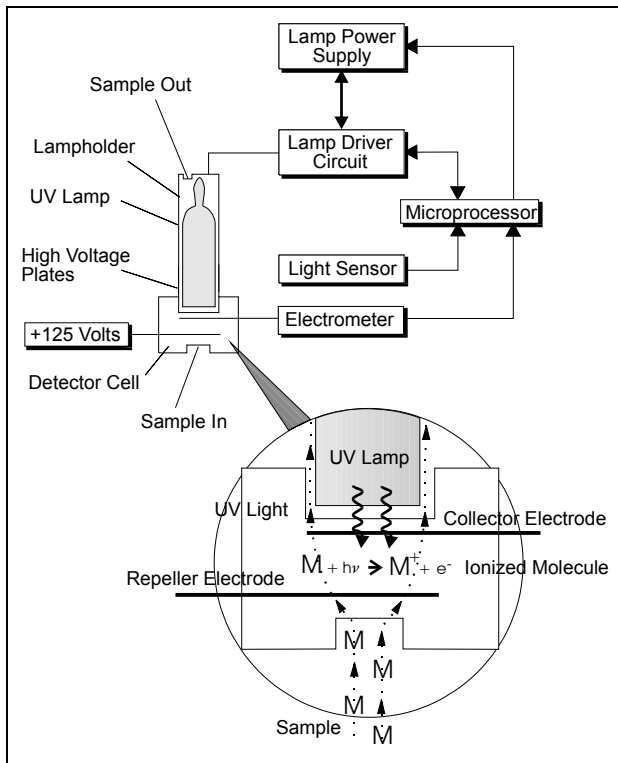 Lamp Power
Supply
Sample Out
Lampholder
Lamp Driver
Circuit
UV Lamp
Microprocessor
High Voltage
Plates
Light Sensor
Electrometer
+125 Volts
Detector Cell
Sample In
UV Lamp
UV Light
Collector Electrode
M + hν → M⁺ + e⁻ Ionized Molecule
Repeller Electrode
M
M
M
M
Sample